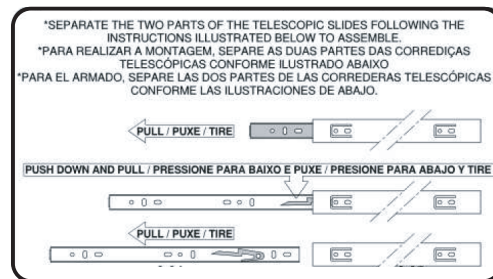 *SEPARATE THE TWO PARTS OF THE TELESCOPIC SLIDES FOLLOWING THE
INSTRUCTIONS ILLUSTRATED BELOW TO ASSEMBLE.
*PARA REALIZAR A MONTAGEM, SEPARE AS DUAS PARTES DAS CORREDIÇAS
TELESCÓPICAS CONFORME ILUSTRADO ABAIXO
*PARA EL ARMADO, SEPARE LAS DOS PARTES DE LAS CORREDERAS TELESCÓPICAS
CONFORME LAS ILUSTRACIONES DE ABAJO.
PULL / PUXE / TIRE
PUSH DOWN AND PULL / PRESSIONE PARA BAIXO E PUXE / PRESIONE PARA ABAJO Y TIRE
PULL / PUXE / TIRE